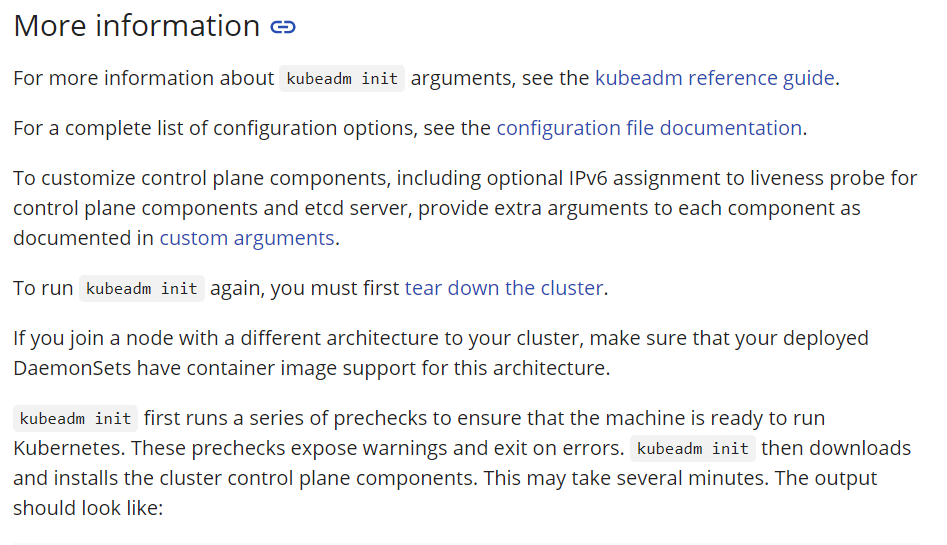 More information
For more information about kubeadm init arguments, see the kubeadm reference guide.
For a complete list of configuration options, see the configuration file documentation.
To customize control plane components, including optional IPv6 assignment to liveness probe for
control plane components and etcd server, provide extra arguments to each component as
documented in custom arguments.
To run kubeadm init again, you must first tear down the cluster.
If you join a node with a different architecture to your cluster, make sure that your deployed
DaemonSets have container image support for this architecture.
kubeadm init first runs a series of prechecks to ensure that the machine is ready to run
Kubernetes. These prechecks expose warnings and exit on errors. kubeadm init then downloads
and installs the cluster control plane components. This may take several minutes. The output
should look like: